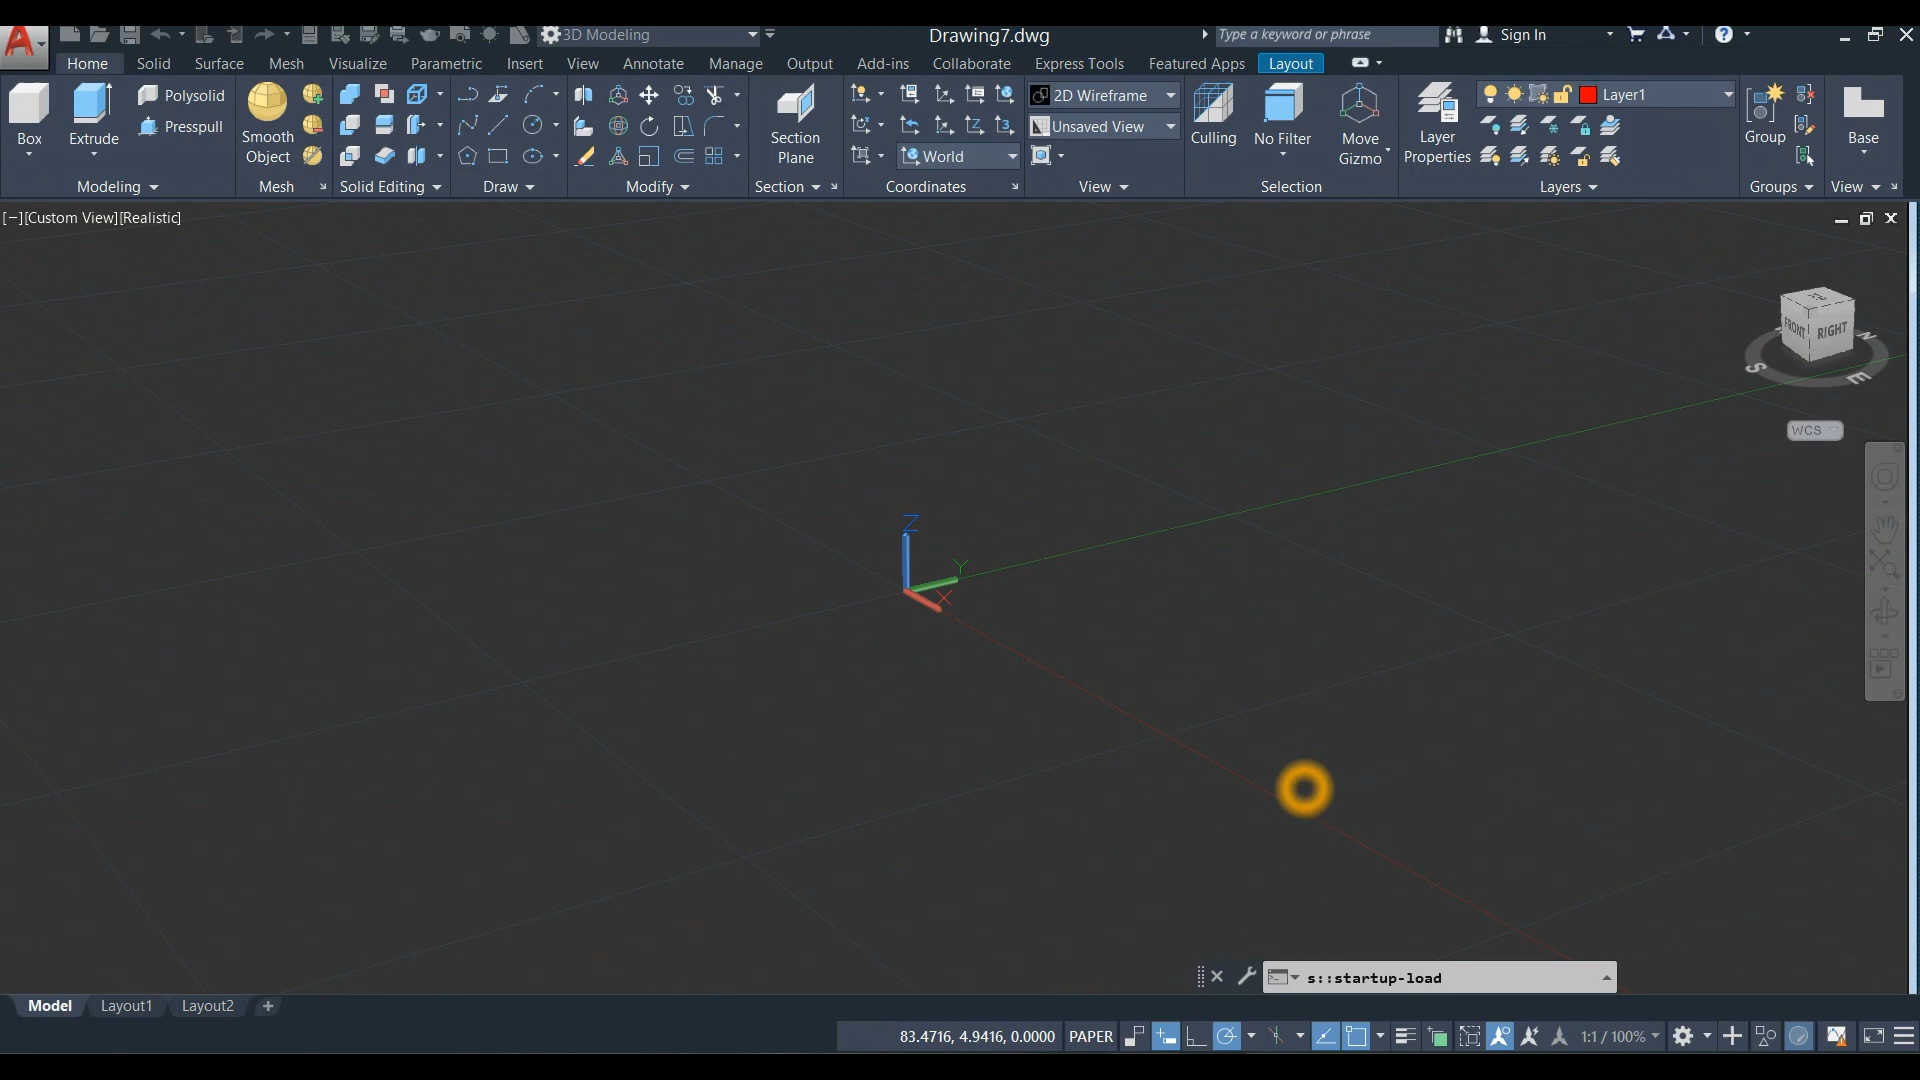 3D Modeling
Drawing7.dwg
Type a keyword or phrase
Sign In
Home Solid Surface Mesh Visualize Parametric Insert View Annotate Manage Output Add-ins Collaborate Express Tools Featured Apps Layout
Box
Extrude
Polysolid
Presspull
Modeling
Smooth
Object
Mesh
Solid Editing
Draw
Modify
Section
Plane
Section
World
Coordinates
2D Wireframe
Unsaved View
View
Culling
No Filter
Move
Gizmo
Selection
Layer
Properties
Layer1
Layers
Group
Groups
Base
View
[−][Custom View][Realistic]
FRONT
RIGHT
S
E
N
WCS
Z
Y
X
s::startup-load
Model Layout1 Layout2 +
83.4716, 4.9416, 0.0000 PAPER 1:1 / 100%